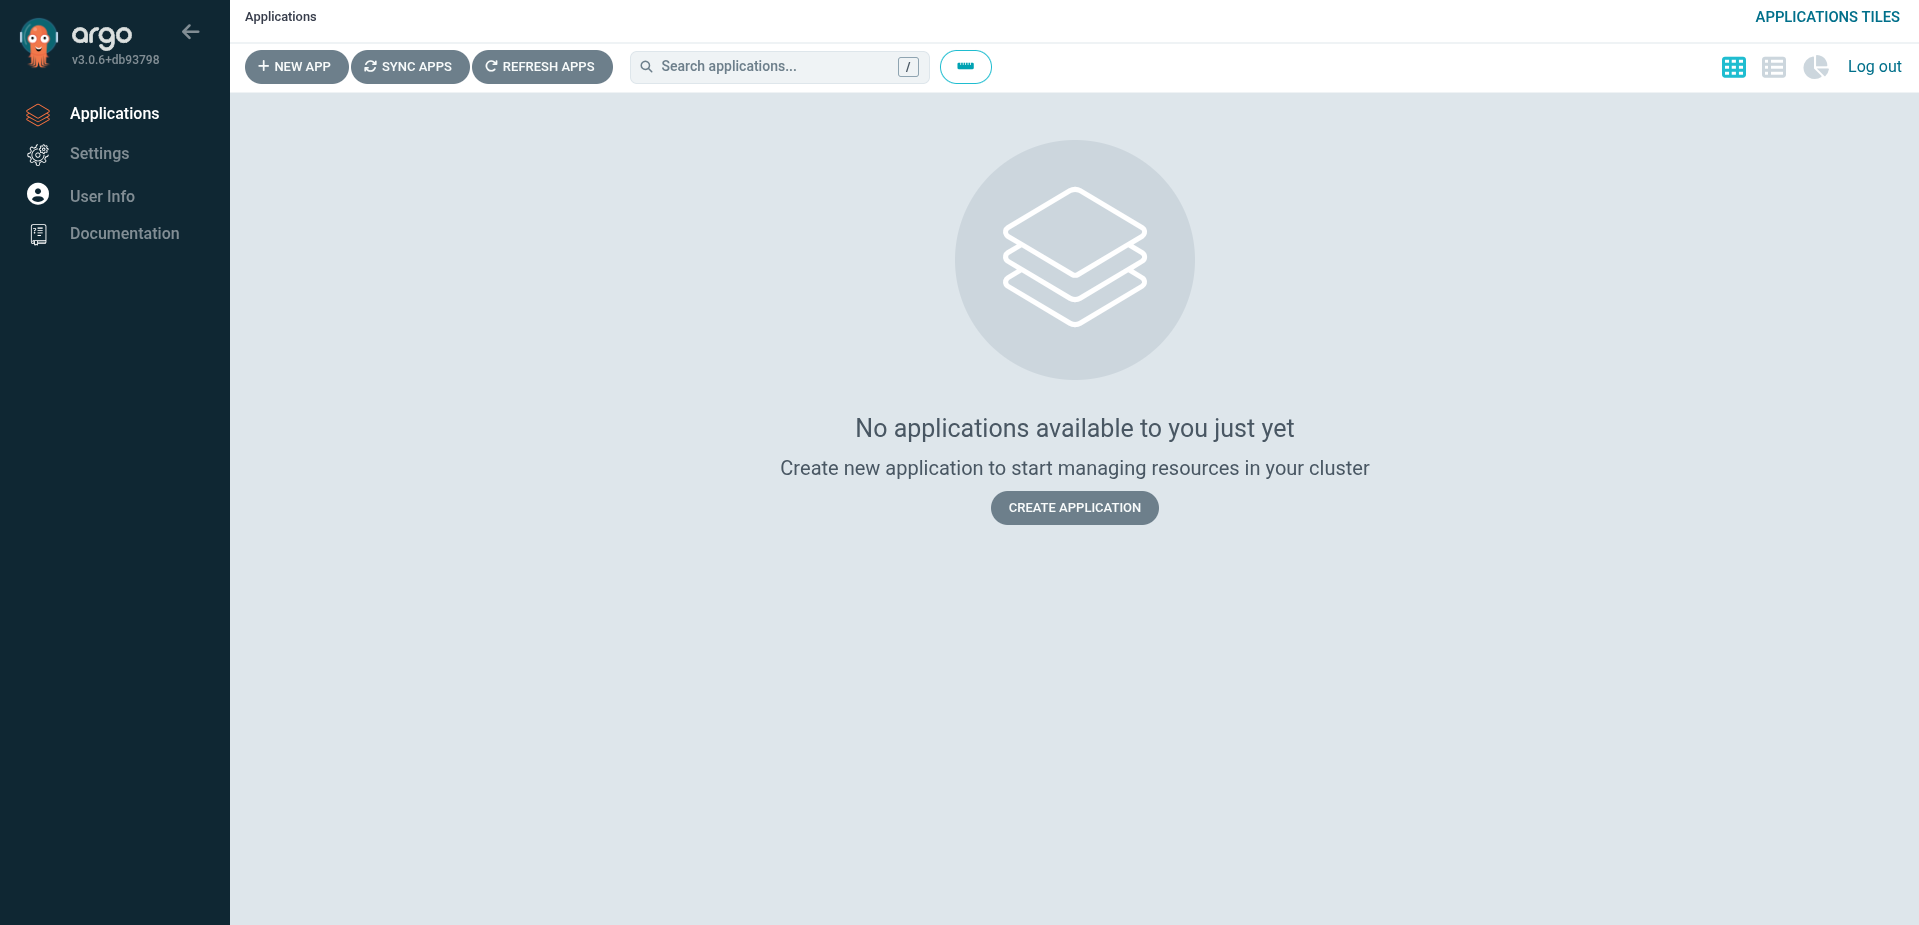 argo
v3.0.6+db93798
Applications
Settings
User Info
Documentation
Applications
APPLICATIONS TILES
NEW APP
SYNC APPS
REFRESH APPS
Search applications...
/
Log out
No applications available to you just yet
Create new application to start managing resources in your cluster
CREATE APPLICATION